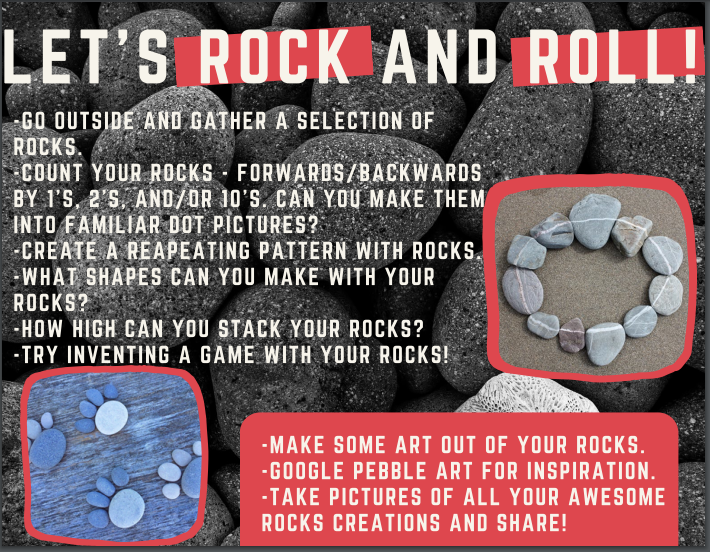 LET'S ROCK AND ROLL!
-GO OUTSIDE AND GATHER A SELECTION OF
ROCKS.
-COUNT YOUR ROCKS - FORWARDS/BACKWARDS
BY 1'S, 2'S, AND/OR 10'S. CAN YOU MAKE THEM
INTO FAMILIAR DOT PICTURES?
-CREATE A REAPEATING PATTERN WITH ROCKS.
-WHAT SHAPES CAN YOU MAKE WITH YOUR
ROCKS?
-HOW HIGH CAN YOU STACK YOUR ROCKS?
-TRY INVENTING A GAME WITH YOUR ROCKS!
-MAKE SOME ART OUT OF YOUR ROCKS.
-GOOGLE PEBBLE ART FOR INSPIRATION.
-TAKE PICTURES OF ALL YOUR AWESOME
ROCKS CREATIONS AND SHARE!